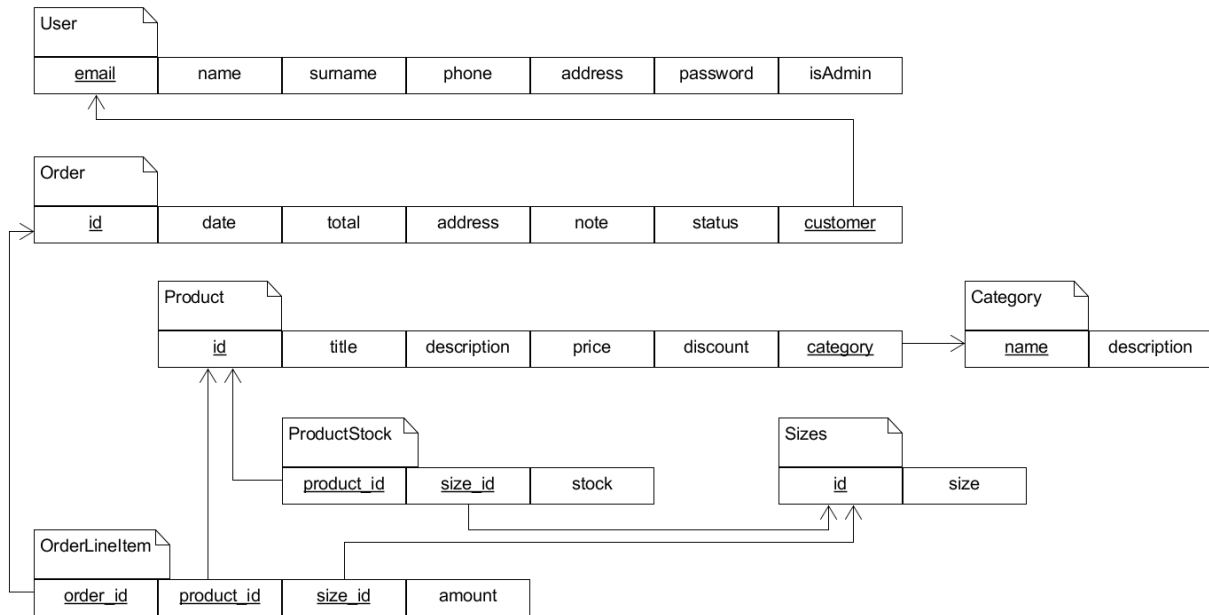 User
email name surname phone address password isAdmin
Order
id date total address note status customer
Product Category
id title description price discount category name description
ProductStock Sizes
product_id size_id stock id size
OrderLineItem
order_id product_id size_id amount